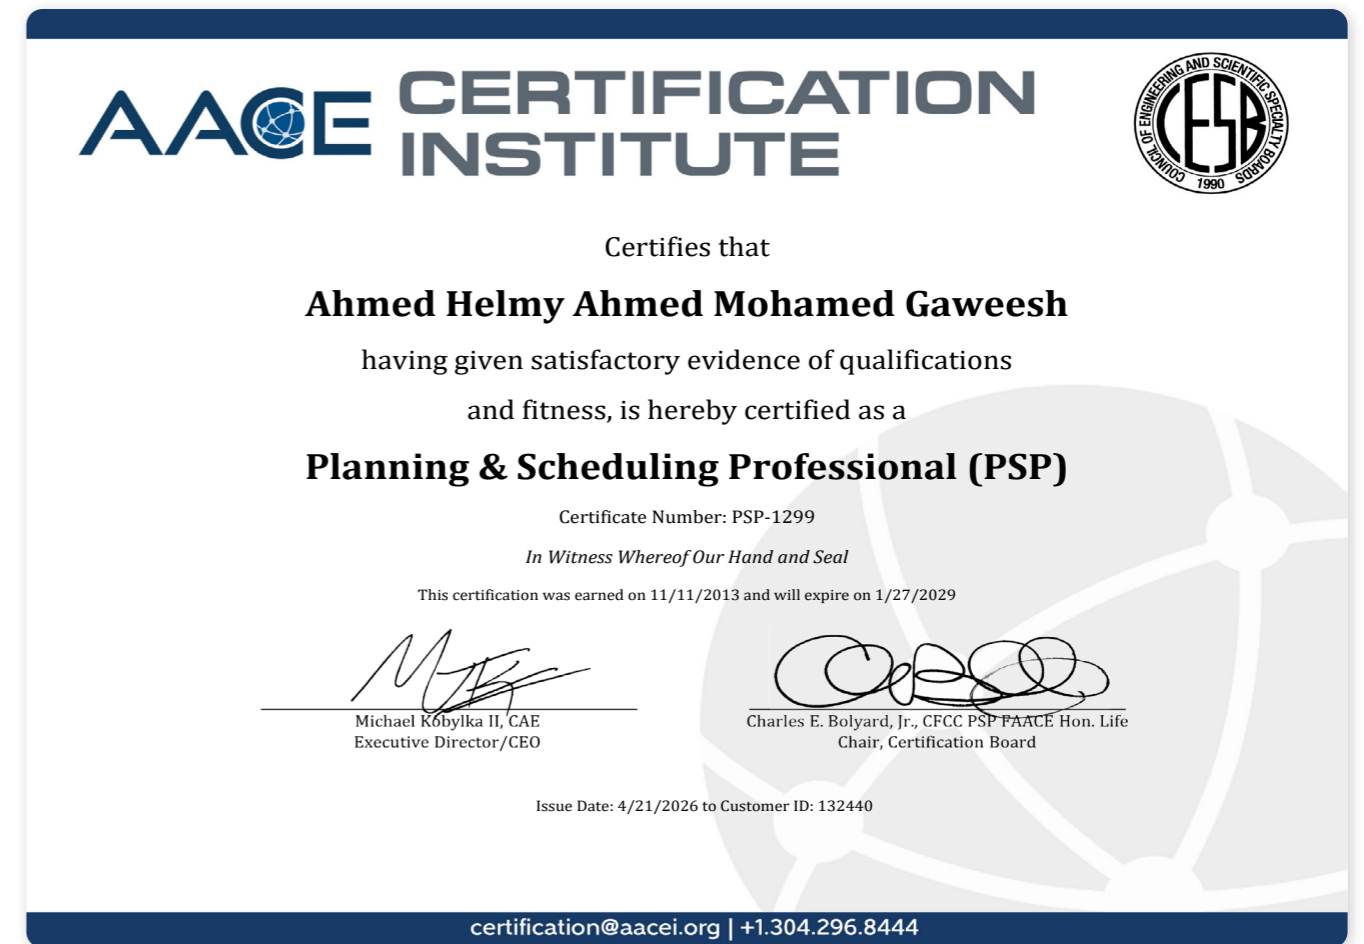 AACE CERTIFICATION INSTITUTE
COUNCIL OF ENGINEERING AND SCIENTIFIC SPECIALTY BOARDS
CESB
1990
Certifies that
Ahmed Helmy Ahmed Mohamed Gaweesh
having given satisfactory evidence of qualifications
and fitness, is hereby certified as a
Planning & Scheduling Professional (PSP)
Certificate Number: PSP-1299
In Witness Whereof Our Hand and Seal
This certification was earned on 11/11/2013 and will expire on 1/27/2029
Michael Kobylka II, CAE
Executive Director/CEO
Charles E. Bolyard, Jr., CFCC PSP FAACE Hon. Life
Chair, Certification Board
Issue Date: 4/21/2026 to Customer ID: 132440
certification@aacei.org | +1.304.296.8444